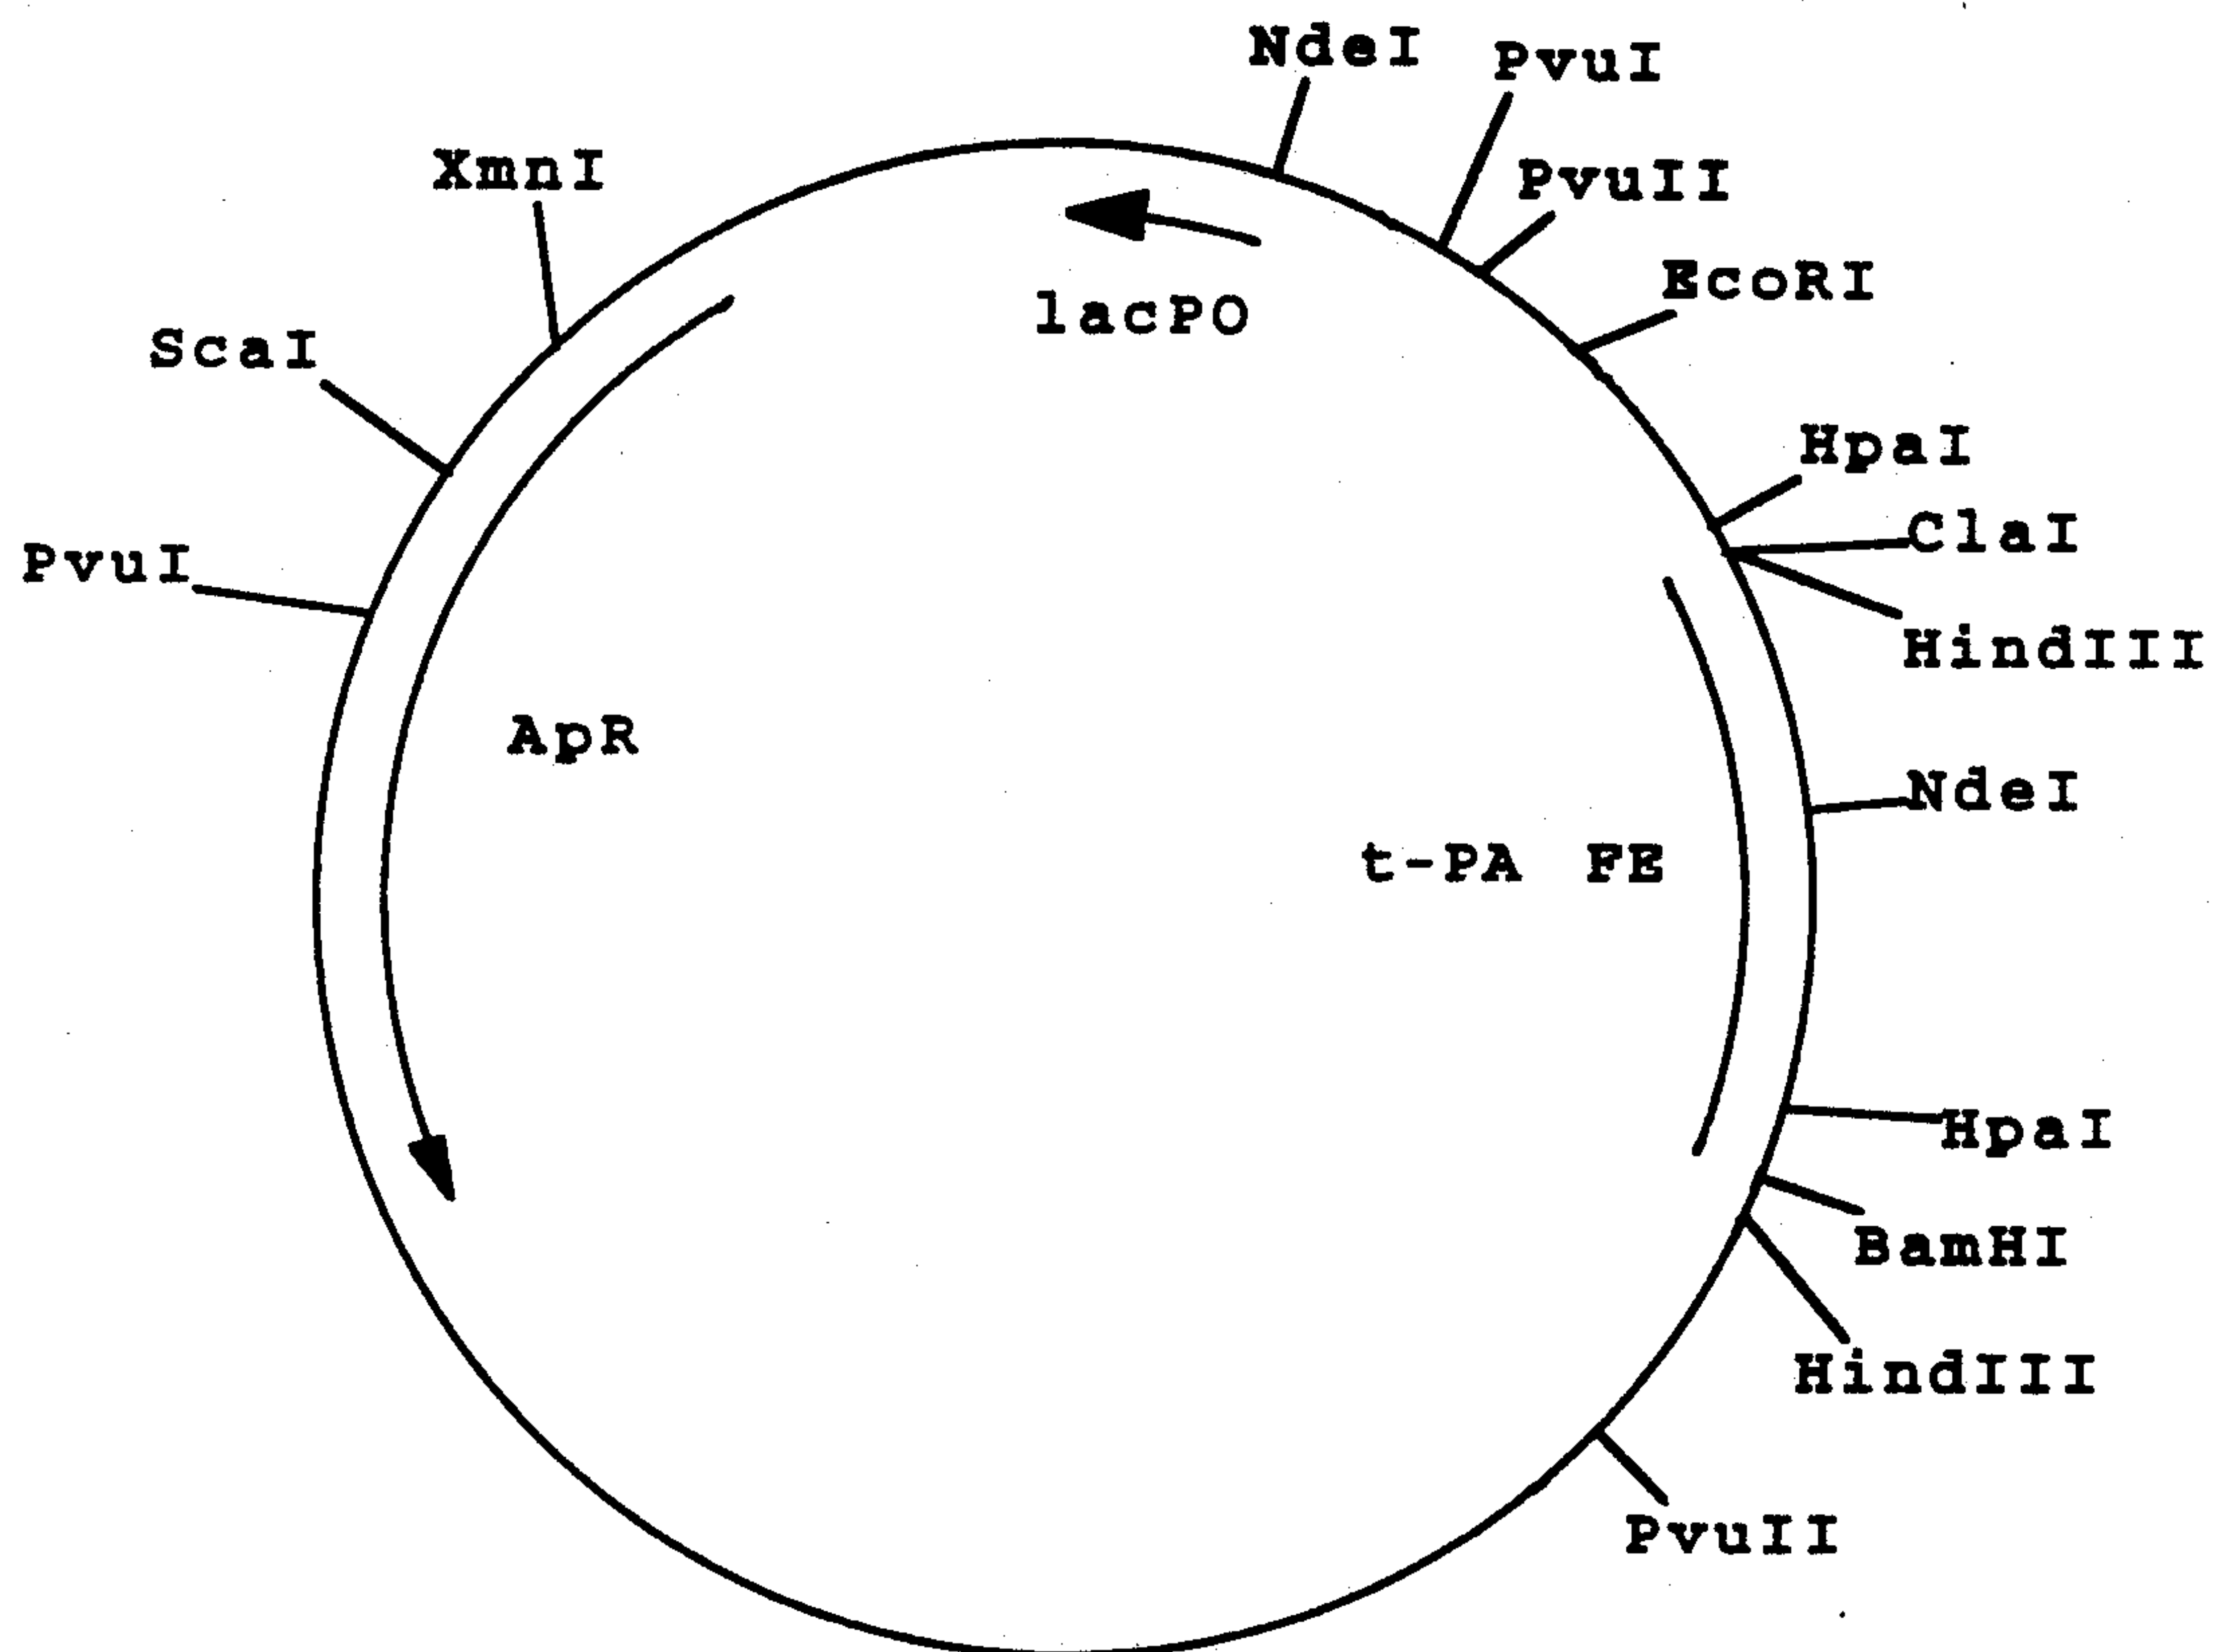 NdeI
PvuI
XmnI
PvuII
EcoRI
lacPO
ScaI
HpaI
ClaI
PvuI
HindIII
ApR
NdeI
t-PA FE
HpaI
BamHI
HindIII
PvuII